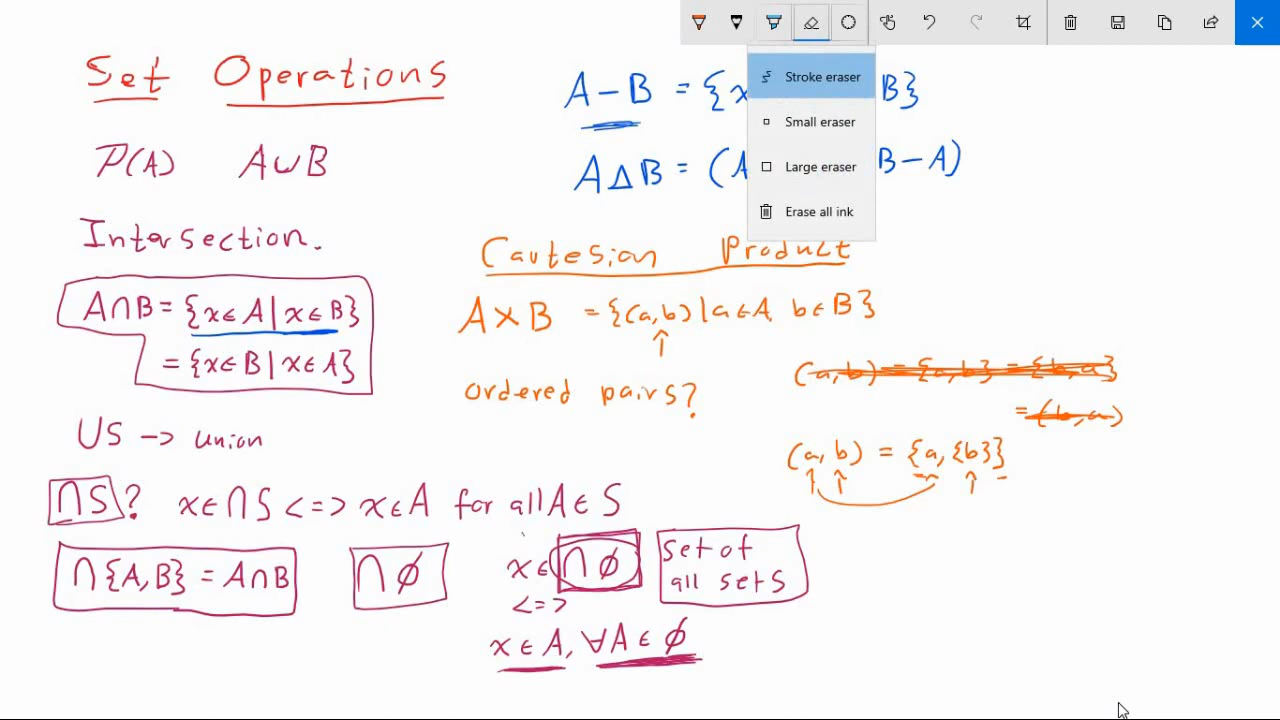 Set Operations
P(A) A∪B
Intersection.
A∩B = {x∈A | x∈B}
= {x∈B | x∈A}
∪S -> union
∩S ? x∈∩S <=> x∈A for all A∈S
∩{A,B} = A∩B
∩∅
x∈ ∩∅
<=>
x∈A, ∀A∈∅
Set of
all sets
A-B = {x B}
A△B = (A B-A)
Stroke eraser
Small eraser
Large eraser
Erase all ink
Cartesian Product
A×B = {(a,b) | a∈A, b∈B}
ordered pairs?
(a,b) = {a,b} = {b,a}
= (b,a)
(a,b) = {a,{b}}